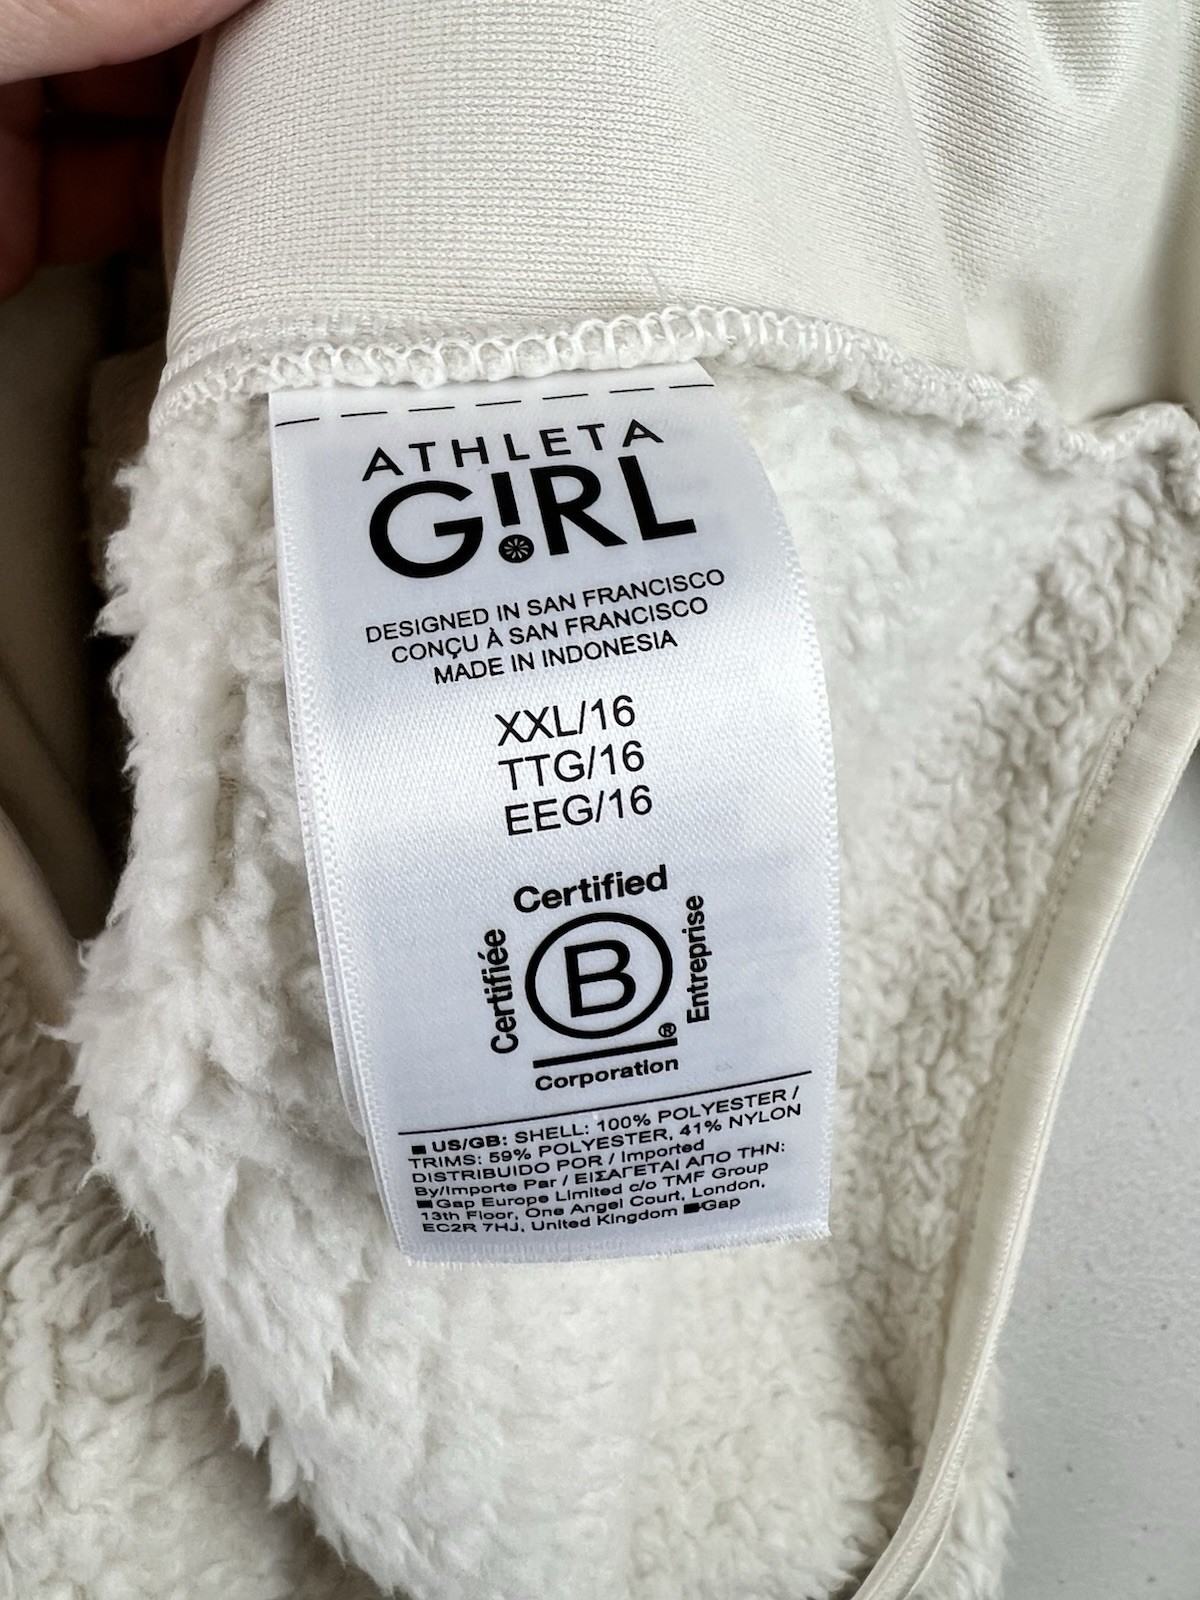 ATHLETA
G!RL
DESIGNED IN SAN FRANCISCO
CONÇU À SAN FRANCISCO
MADE IN INDONESIA
XXL/16
TTG/16
EEG/16
Certified
Certifiée
B
®
Entreprise
Corporation
■ US/GB: SHELL: 100% POLYESTER /
TRIMS: 59% POLYESTER, 41% NYLON
DISTRIBUIDO POR / Imported
By/Importe Par / ΕΙΣΑΓΕΤΑΙ ΑΠΟ ΤΗΝ:
■Gap Europe Limited c/o TMF Group
13th Floor, One Angel Court, London,
EC2R 7HJ, United Kingdom ■Gap